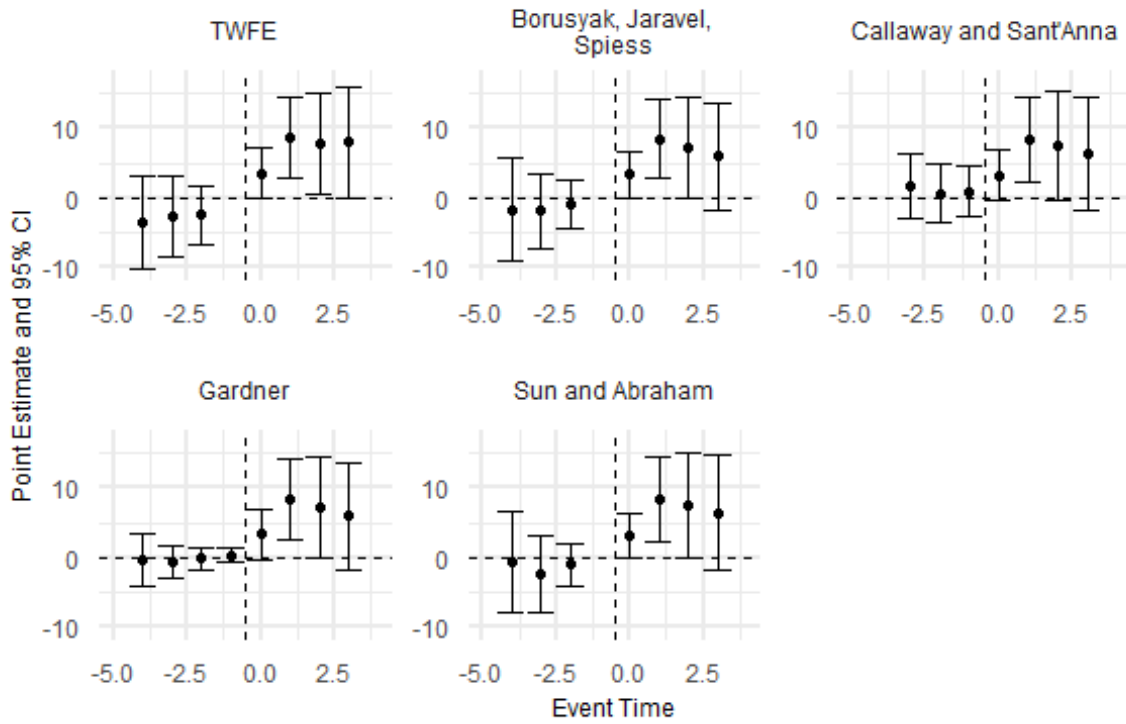 TWFE
Borusyak, Jaravel,
Spiess
Callaway and Sant'Anna
10
0
-10
-5.0 -2.5 0.0 2.5
10
0
-10
-5.0 -2.5 0.0 2.5
10
0
-10
-5.0 -2.5 0.0 2.5
Point Estimate and 95% CI
Gardner
Sun and Abraham
10
0
-10
-5.0 -2.5 0.0 2.5
10
0
-10
-5.0 -2.5 0.0 2.5
Event Time